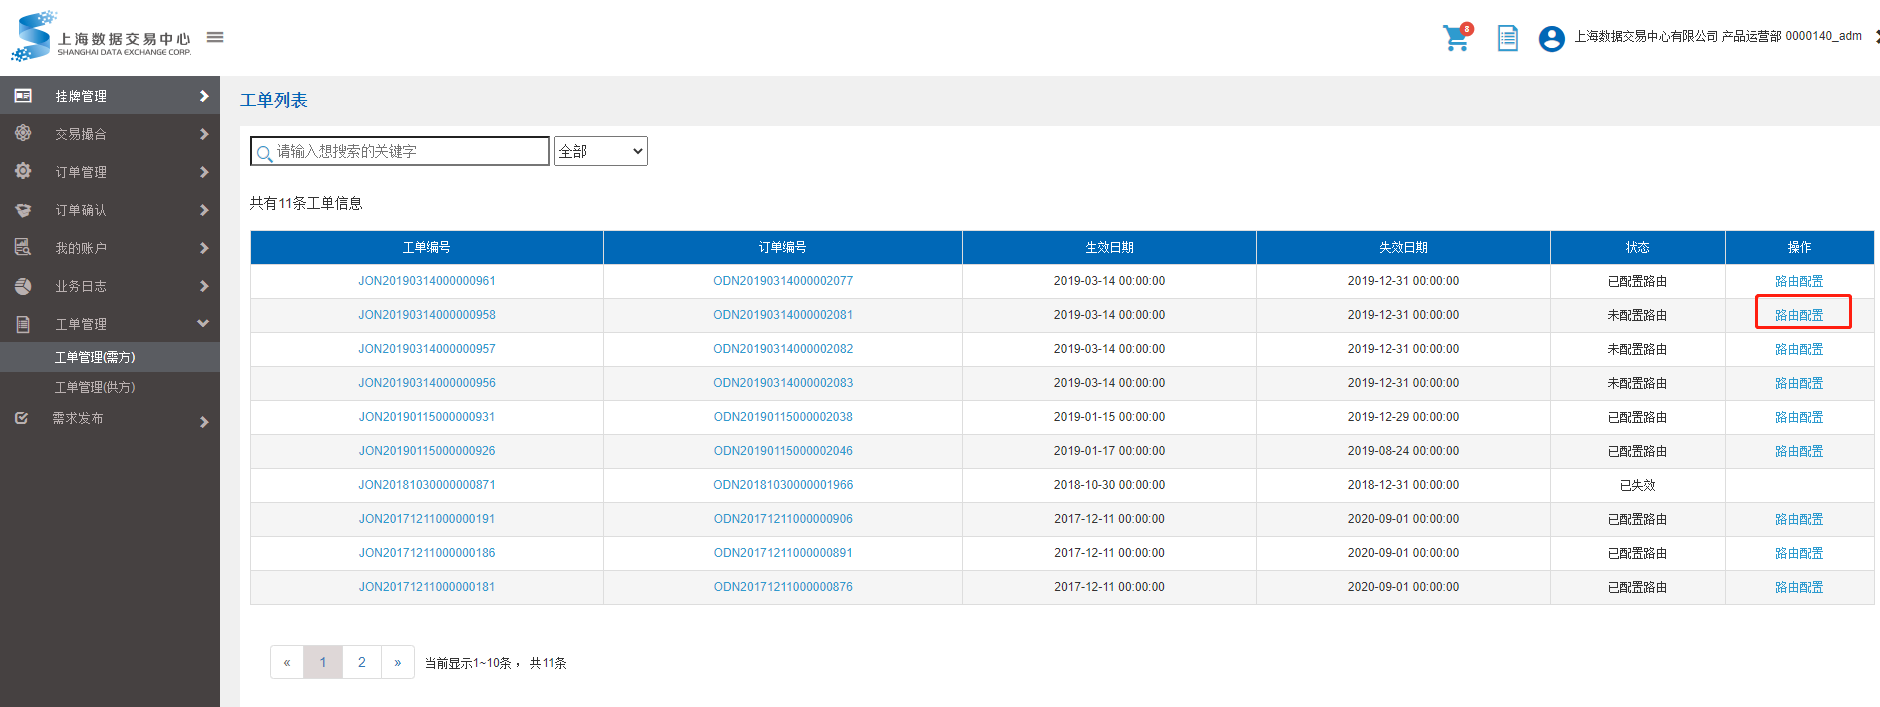 上海数据交易中心
SHANGHAI DATA EXCHANGE CORP.
8
上海数据交易中心有限公司 产品运营部 0000140_adm
挂牌管理
交易撮合
订单管理
订单确认
我的账户
业务日志
工单管理
工单管理(需方)
工单管理(供方)
需求发布
工单列表
请输入想搜索的关键字 全部
共有11条工单信息
工单编号 订单编号 生效日期 失效日期 状态 操作
JON20190314000000961 ODN20190314000002077 2019-03-14 00:00:00 2019-12-31 00:00:00 已配置路由 路由配置
JON20190314000000958 ODN20190314000002081 2019-03-14 00:00:00 2019-12-31 00:00:00 未配置路由 路由配置
JON20190314000000957 ODN20190314000002082 2019-03-14 00:00:00 2019-12-31 00:00:00 未配置路由 路由配置
JON20190314000000956 ODN20190314000002083 2019-03-14 00:00:00 2019-12-31 00:00:00 未配置路由 路由配置
JON20190115000000931 ODN20190115000002038 2019-01-15 00:00:00 2019-12-29 00:00:00 已配置路由 路由配置
JON20190115000000926 ODN20190115000002046 2019-01-17 00:00:00 2019-08-24 00:00:00 已配置路由 路由配置
JON20181030000000871 ODN20181030000001966 2018-10-30 00:00:00 2018-12-31 00:00:00 已失效
JON20171211000000191 ODN20171211000000906 2017-12-11 00:00:00 2020-09-01 00:00:00 已配置路由 路由配置
JON20171211000000186 ODN20171211000000891 2017-12-11 00:00:00 2020-09-01 00:00:00 已配置路由 路由配置
JON20171211000000181 ODN20171211000000876 2017-12-11 00:00:00 2020-09-01 00:00:00 已配置路由 路由配置
« 1 2 » 当前显示1~10条 ， 共11条